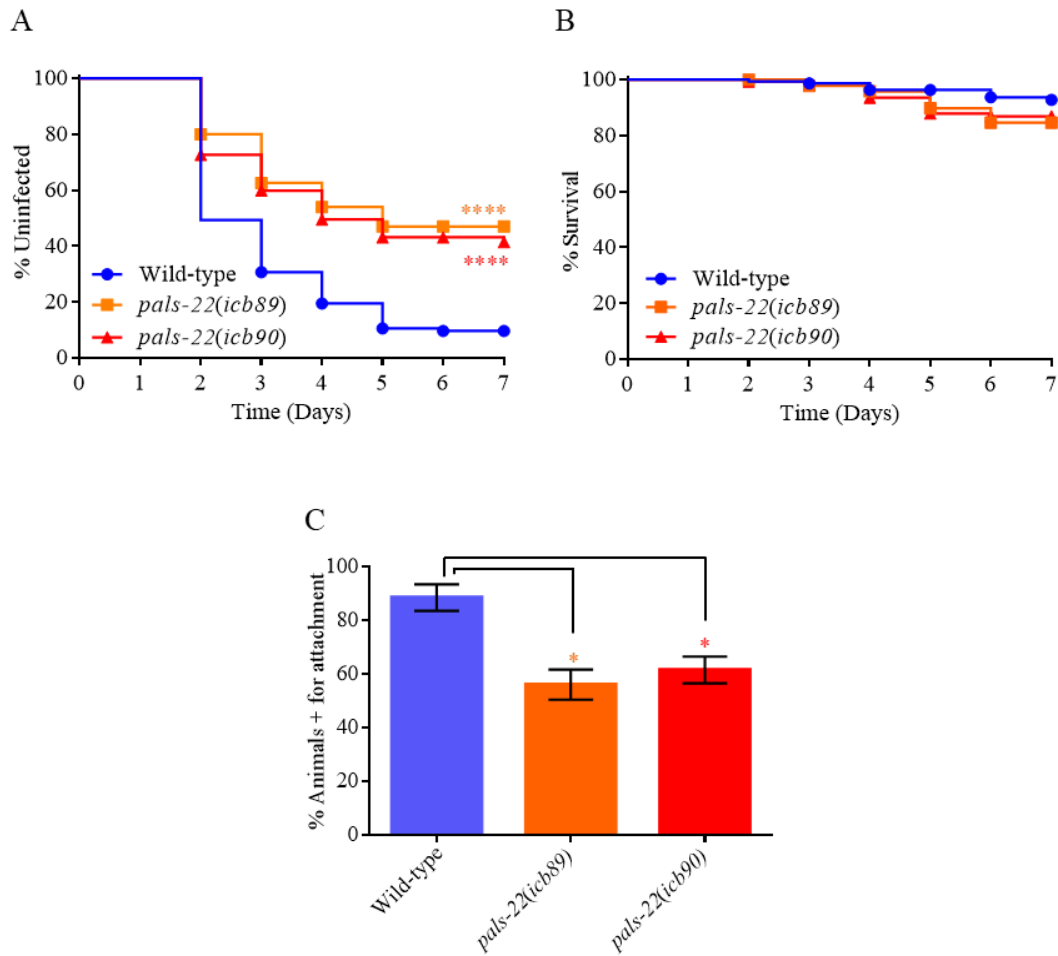 A
% Uninfected
100
80
60
40
20
0
****
****
Wild-type
pals-22(icb89)
pals-22(icb90)
0 1 2 3 4 5 6 7
Time (Days)
B
% Survival
100
80
60
40
20
0
Wild-type
pals-22(icb89)
pals-22(icb90)
0 1 2 3 4 5 6 7
Time (Days)
C
% Animals + for attachment
100
80
60
40
20
0
*
*
Wild-type
pals-22(icb89)
pals-22(icb90)